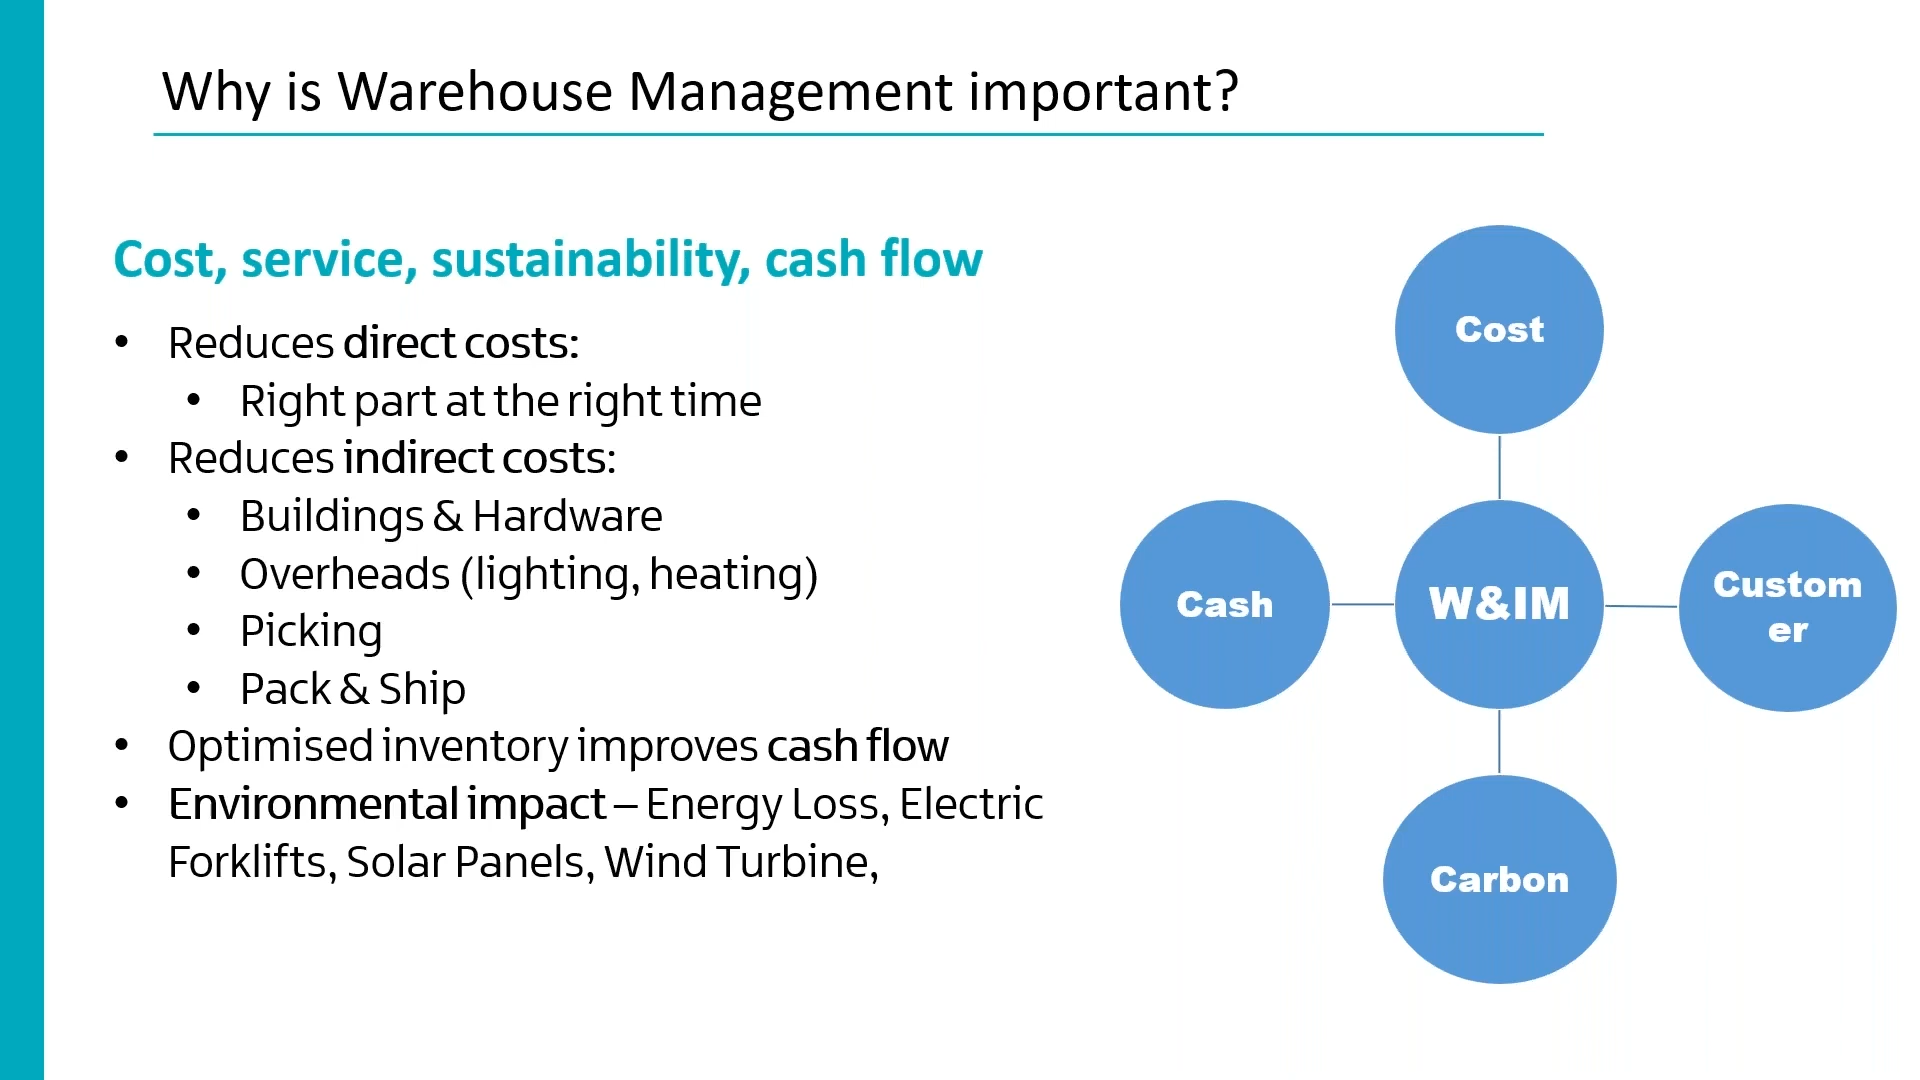 Why is Warehouse Management important?
Cost, service, sustainability, cash flow
• Reduces direct costs:
• Right part at the right time
• Reduces indirect costs:
• Buildings & Hardware
• Overheads (lighting, heating)
• Picking
• Pack & Ship
• Optimised inventory improves cash flow
• Environmental impact – Energy Loss, Electric
Forklifts, Solar Panels, Wind Turbine,
Cost
Cash
W&IM
Custom
er
Carbon